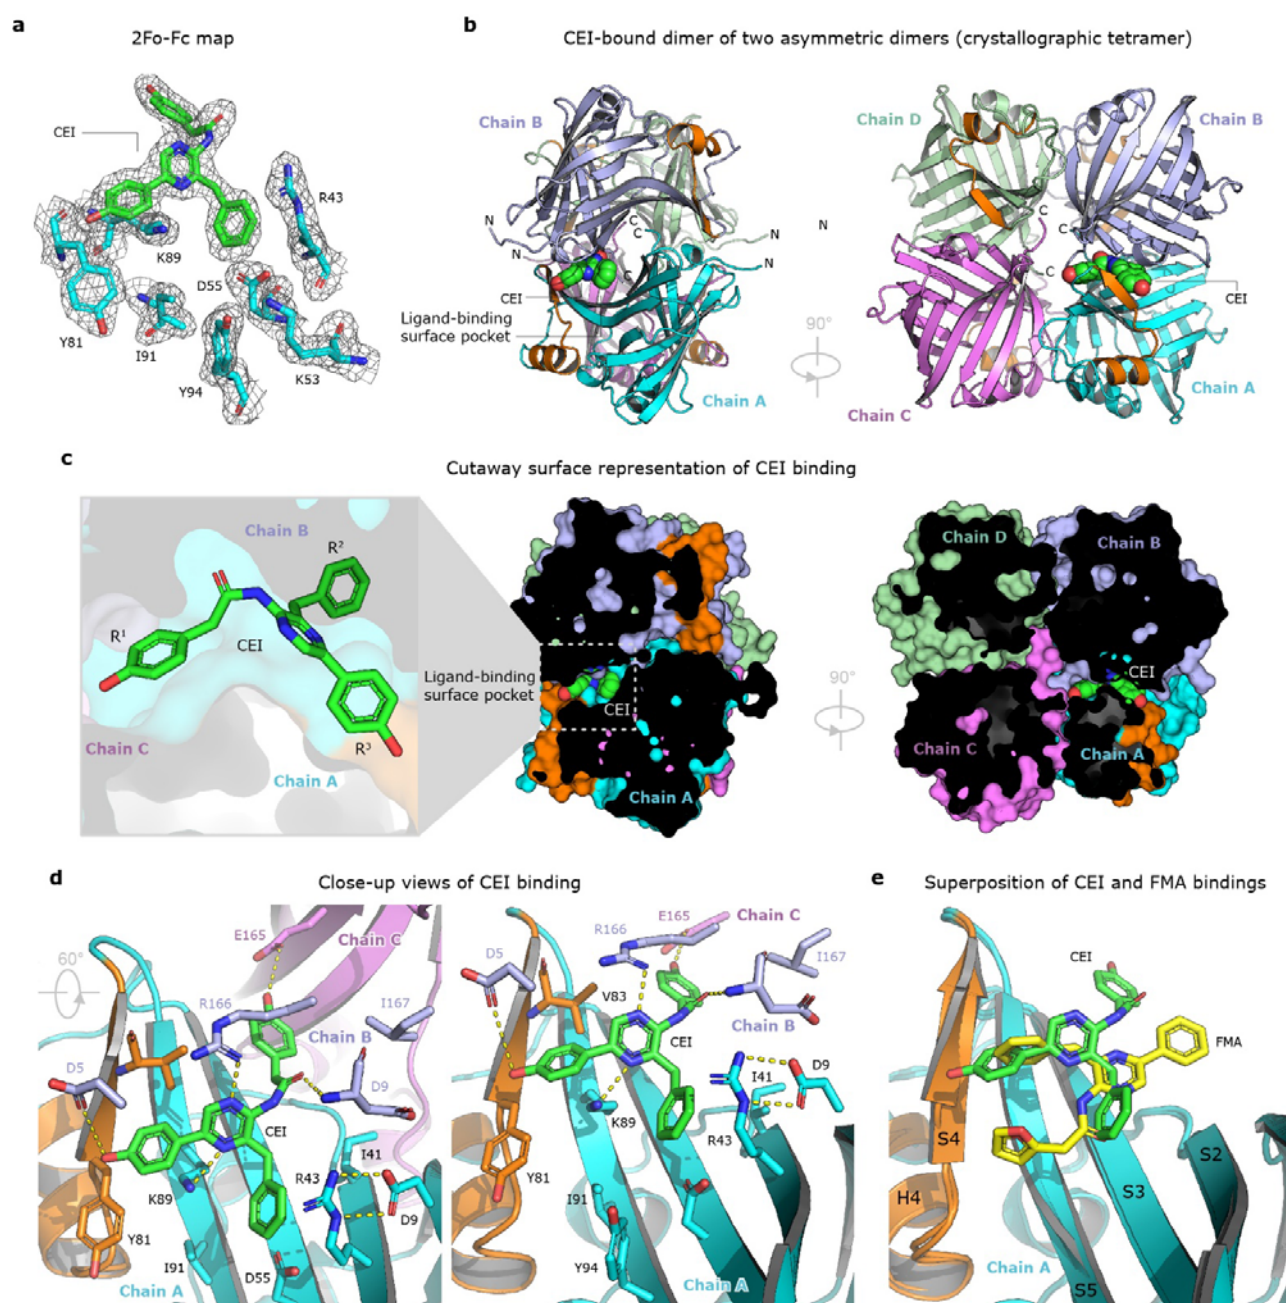 a
2Fo-Fc map
CEI
R43
K89
D55
Y81
I91
Y94
K53
b
CEI-bound dimer of two asymmetric dimers (crystallographic tetramer)
Chain B
N
N
C
C
N
N
CEI
Ligand-binding
surface pocket
Chain A
90°
N
Chain D
Chain B
C
C
CEI
Chain C
Chain A
c
Cutaway surface representation of CEI binding
Chain B
R²
R¹
CEI
Chain C
R³
Chain A
Ligand-binding
surface pocket
CEI
Chain A
90°
Chain D
Chain B
CEI
Chain C
Chain A
d
Close-up views of CEI binding
60°
E165
Chain C
D5
R166
I167
Chain B
D9
CEI
K89
I41
R43
D9
Y81
I91
D55
Chain A
E165
Chain C
R166
D5
I167
V83
Chain B
CEI
D9
I41
K89
R43
Y81
I91
Y94
Chain A
e
Superposition of CEI and FMA bindings
CEI
FMA
S4
S2
S3
H4
Chain A
S5